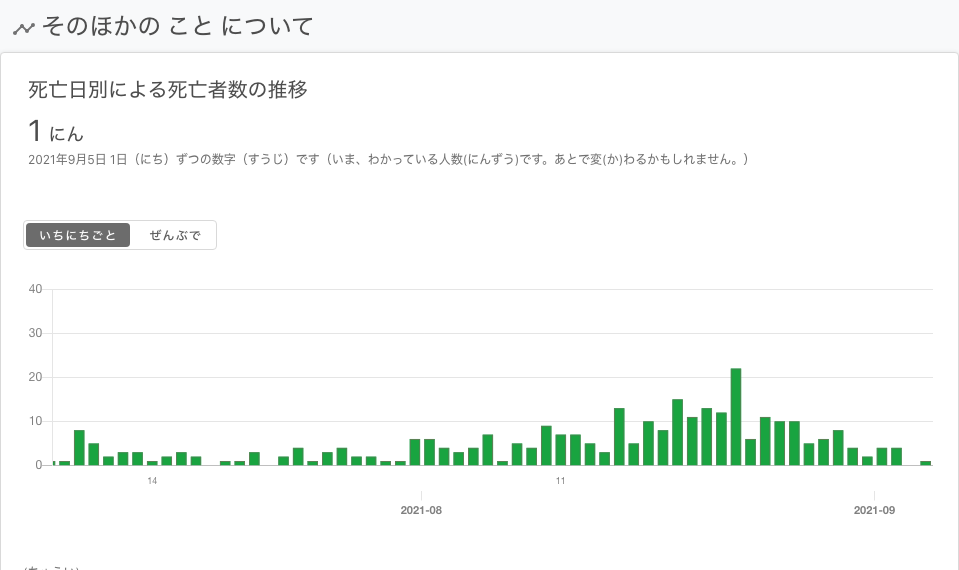 そのほかの こと について
死亡日別による死亡者数の推移
1 にん
2021年9月5日 1日（にち）ずつの数字（すうじ）です（いま、わかっている人数(にんずう)です。あとで変(か)わるかもしれません。）
いちにちごと ぜんぶで
40
30
20
10
0
14 11
2021-08 2021-09